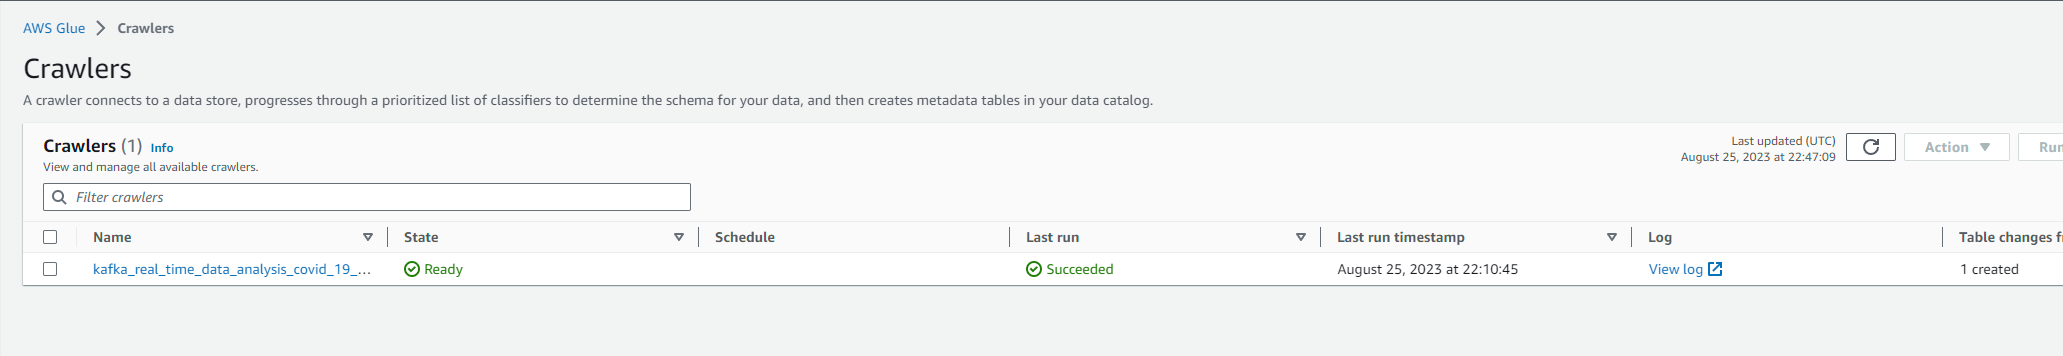 AWS Glue > Crawlers
Crawlers
A crawler connects to a data store, progresses through a prioritized list of classifiers to determine the schema for your data, and then creates metadata tables in your data catalog.
Crawlers (1) Info
View and manage all available crawlers.
Last updated (UTC)
August 25, 2023 at 22:47:09
Action
Run
Filter crawlers
Name State Schedule Last run Last run timestamp Log Table changes
kafka_real_time_data_analysis_covid_19_... Ready Succeeded August 25, 2023 at 22:10:45 View log 1 created